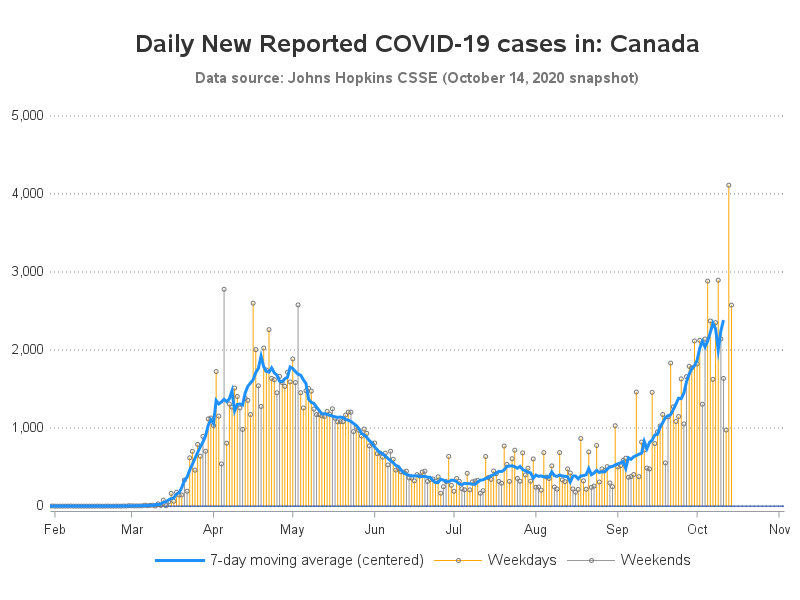 Daily New Reported COVID-19 cases in: Canada
Data source: Johns Hopkins CSSE (October 14, 2020 snapshot)
5,000
4,000
3,000
2,000
1,000
0
Feb Mar Apr May Jun Jul Aug Sep Oct Nov
7-day moving average (centered) Weekdays Weekends